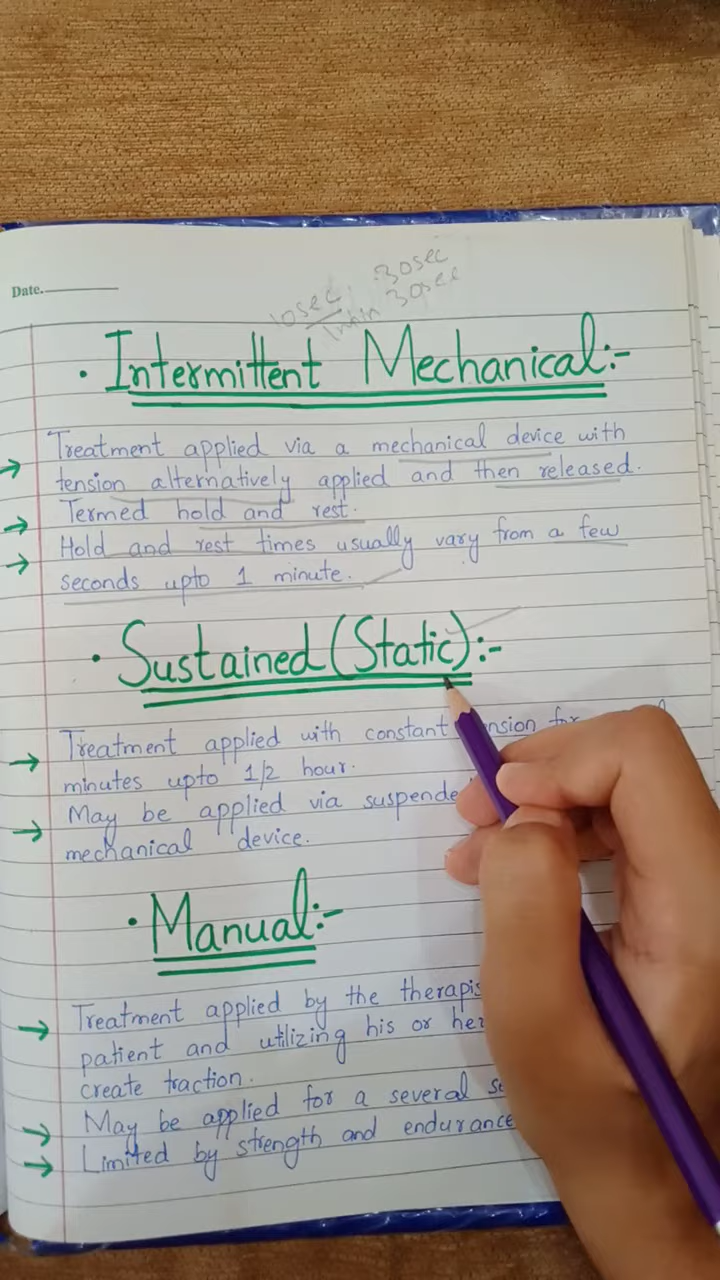 Date.
10sec, 30sec
1min 30sec
• Intermittent Mechanical:-
→ Treatment applied via a mechanical device with
tension alternatively applied and then released.
→ Termed hold and rest.
→ Hold and rest times usually vary from a few
seconds upto 1 minute.
• Sustained (Static):-
→ Treatment applied with constant
minutes upto 1/2 hour.
→ May be applied via
mechanical device.
• Manual:-
→ Treatment applied by the
patient and utilizing his or
create traction.
→ May be applied for a several
→ Limited by strength and endurance